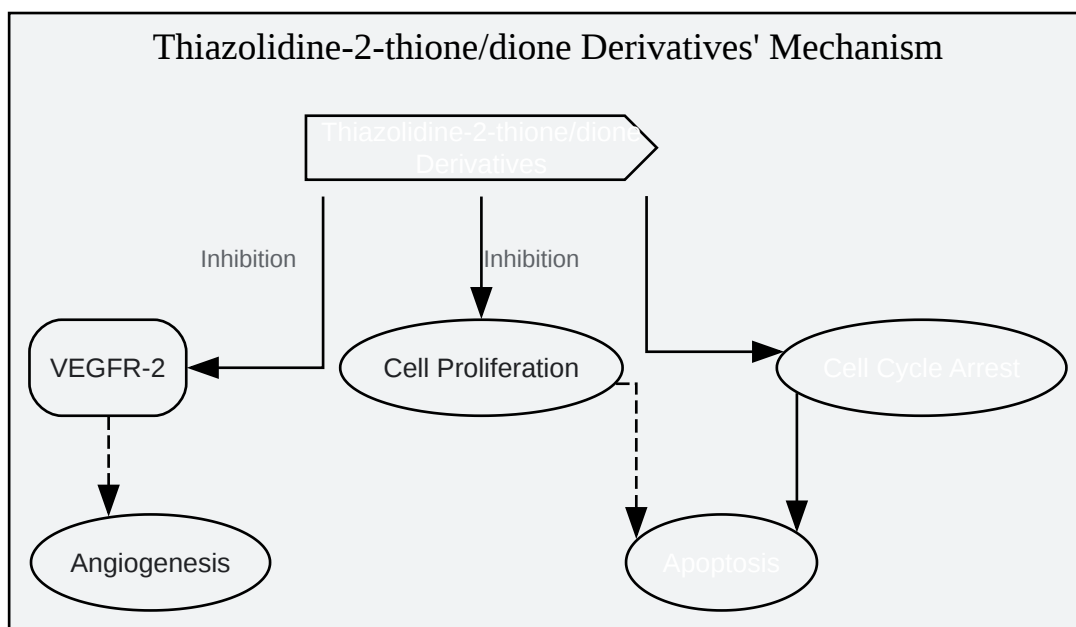 Thiazolidine-2-thione/dione Derivatives' Mechanism
Thiazolidine-2-thione/dione
Derivatives
Inhibition
Inhibition
VEGFR-2
Cell Proliferation
Cell Cycle Arrest
Angiogenesis
Apoptosis